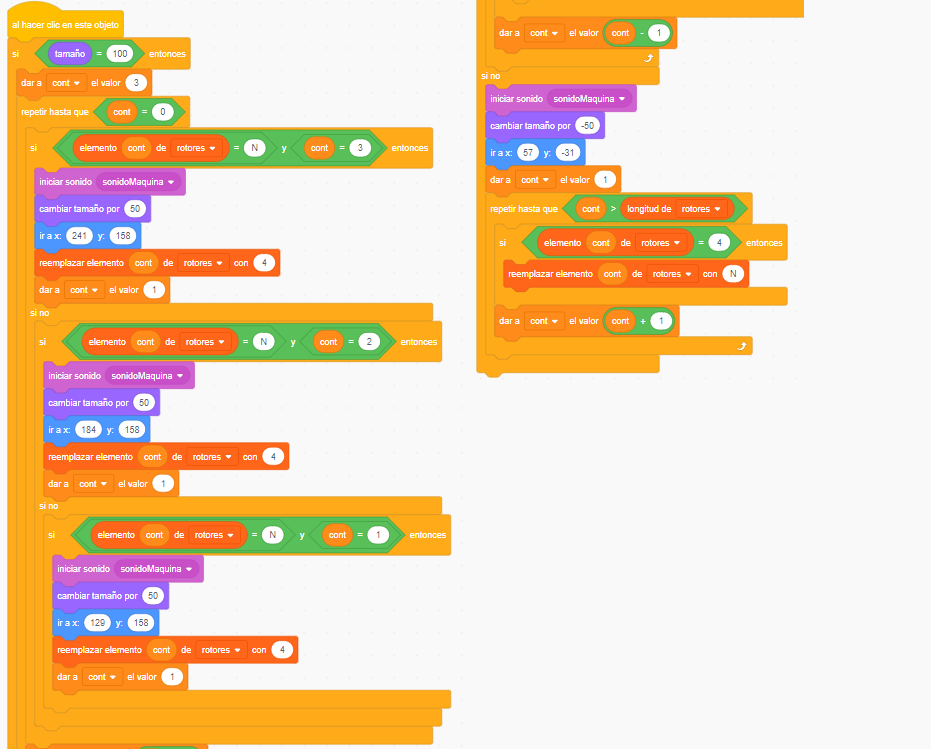 al hacer clic en este objeto
si tamaño = 100 entonces
dar a cont el valor 3
repetir hasta que cont = 0
si elemento cont de rotores = N y cont = 3 entonces
iniciar sonido sonidoMaquina
cambiar tamaño por 50
ir a x: 241 y: 158
reemplazar elemento cont de rotores con 4
dar a cont el valor 1
si no
si elemento cont de rotores = N y cont = 2 entonces
iniciar sonido sonidoMaquina
cambiar tamaño por 50
ir a x: 184 y: 158
reemplazar elemento cont de rotores con 4
dar a cont el valor 1
si no
si elemento cont de rotores = N y cont = 1 entonces
iniciar sonido sonidoMaquina
cambiar tamaño por 50
ir a x: 129 y: 158
reemplazar elemento cont de rotores con 4
dar a cont el valor 1
dar a cont el valor cont - 1
si no
iniciar sonido sonidoMaquina
cambiar tamaño por -50
ir a x: 57 y: -31
dar a cont el valor 1
repetir hasta que cont > longitud de rotores
si elemento cont de rotores = 4 entonces
reemplazar elemento cont de rotores con N
dar a cont el valor cont + 1